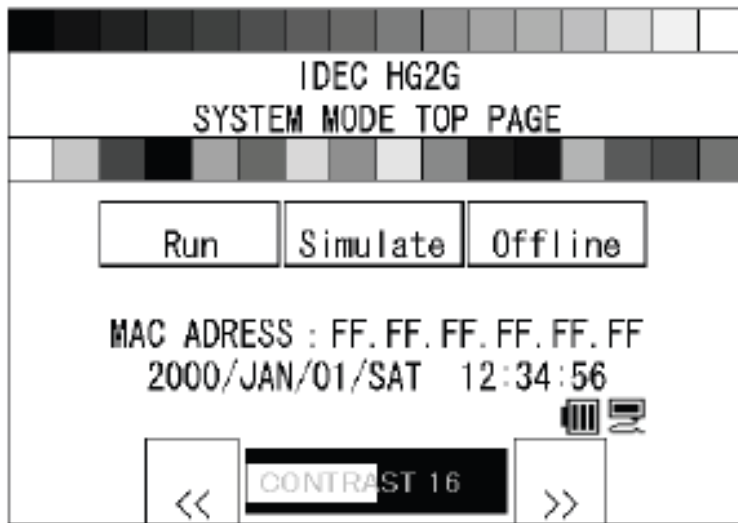 IDEC HG2G
SYSTEM MODE TOP PAGE
Run Simulate Offline
MAC ADRESS : FF.FF.FF.FF.FF.FF
2000/JAN/01/SAT 12:34:56
<< CONTRAST 16 >>